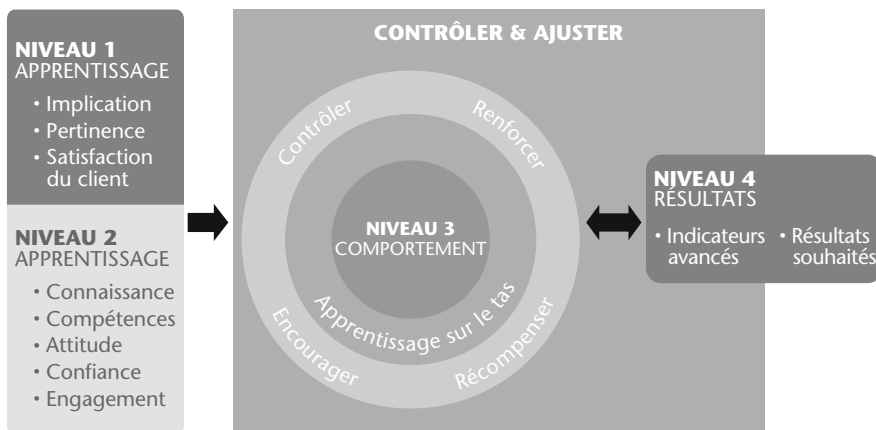 NIVEAU 1
APPRENTISSAGE
• Implication
• Pertinence
• Satisfaction
du client
NIVEAU 2
APPRENTISSAGE
• Connaissance
• Compétences
• Attitude
• Confiance
• Engagement
CONTRÔLER & AJUSTER
Contrôler
Renforcer
NIVEAU 3
COMPORTEMENT
Apprentissage sur le tas
Encourager
Récompenser
NIVEAU 4
RÉSULTATS
• Indicateurs
avancés
• Résultats
souhaités